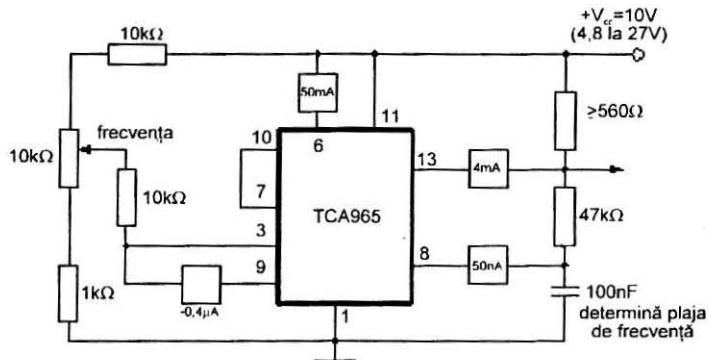 +Vcc=10V
(4,8 la 27V)
10kΩ
50mA
≥560Ω
frecvența
10
6
11
13
4mA
10kΩ
10kΩ
7
TCA965
47kΩ
3
9
8
50nA
1kΩ
-0,4µA
1
100nF
determină plaja
de frecvență